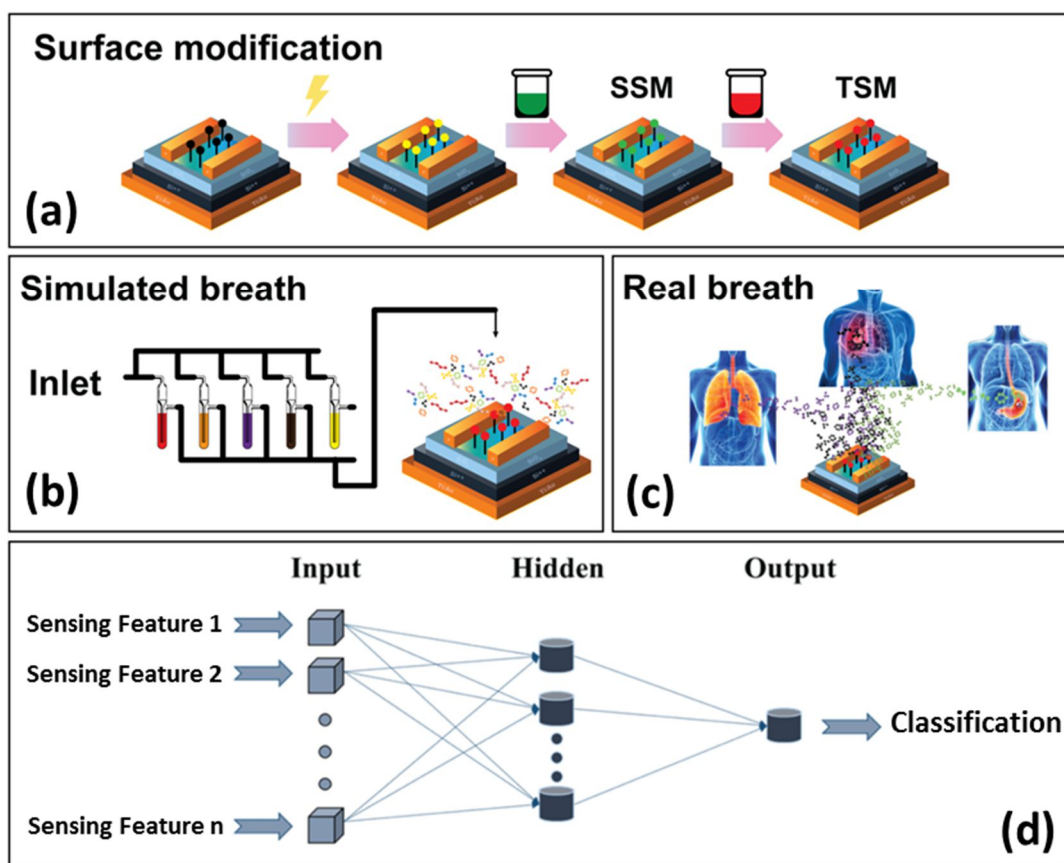 Surface modification
SSM
TSM
(a)
Simulated breath
Inlet
(b)
Real breath
(c)
Input
Hidden
Output
Sensing Feature 1
Sensing Feature 2
Sensing Feature n
Classification
(d)